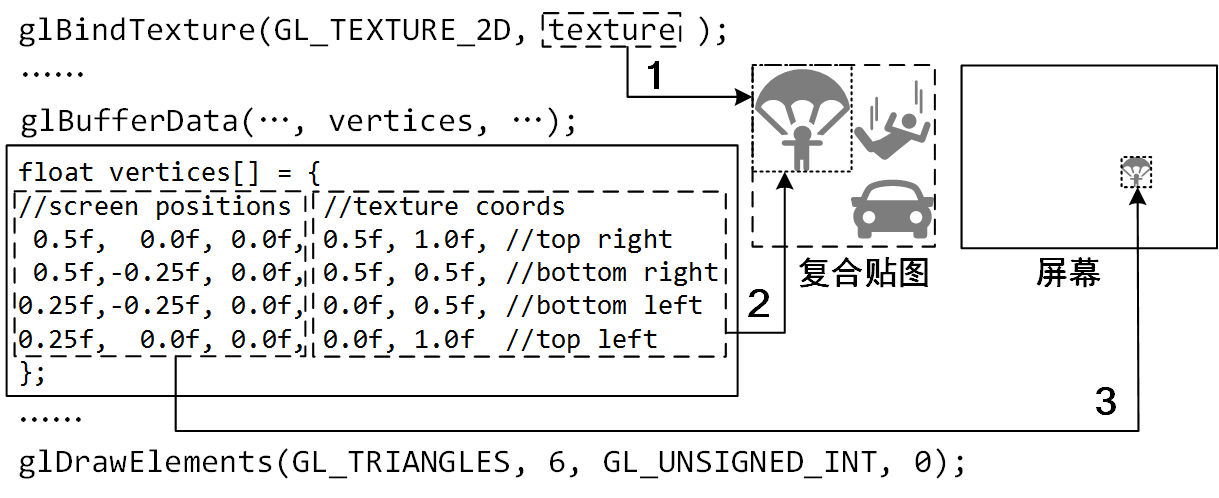 glBindTexture(GL_TEXTURE_2D, texture );
1
……
glBufferData(…, vertices, …);
float vertices[] = {
//screen positions //texture coords
0.5f, 0.0f, 0.0f, 0.5f, 1.0f, //top right
0.5f,-0.25f, 0.0f, 0.5f, 0.5f, //bottom right
0.25f,-0.25f, 0.0f, 0.0f, 0.5f, //bottom left
0.25f, 0.0f, 0.0f, 0.0f, 1.0f //top left
};
2
复合贴图
屏幕
3
……
glDrawElements(GL_TRIANGLES, 6, GL_UNSIGNED_INT, 0);